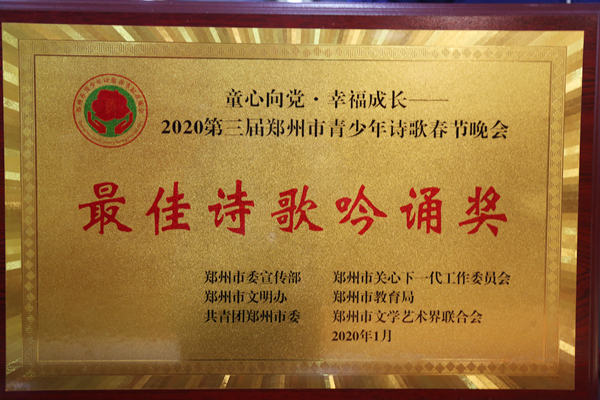 童心向党·幸福成长——
2020第三届郑州市青少年诗歌春节晚会
最佳诗歌吟诵奖
郑州市委宣传部 郑州市关心下一代工作委员会
郑州市文明办 郑州市教育局
共青团郑州市委 郑州市文学艺术界联合会
2020年1月